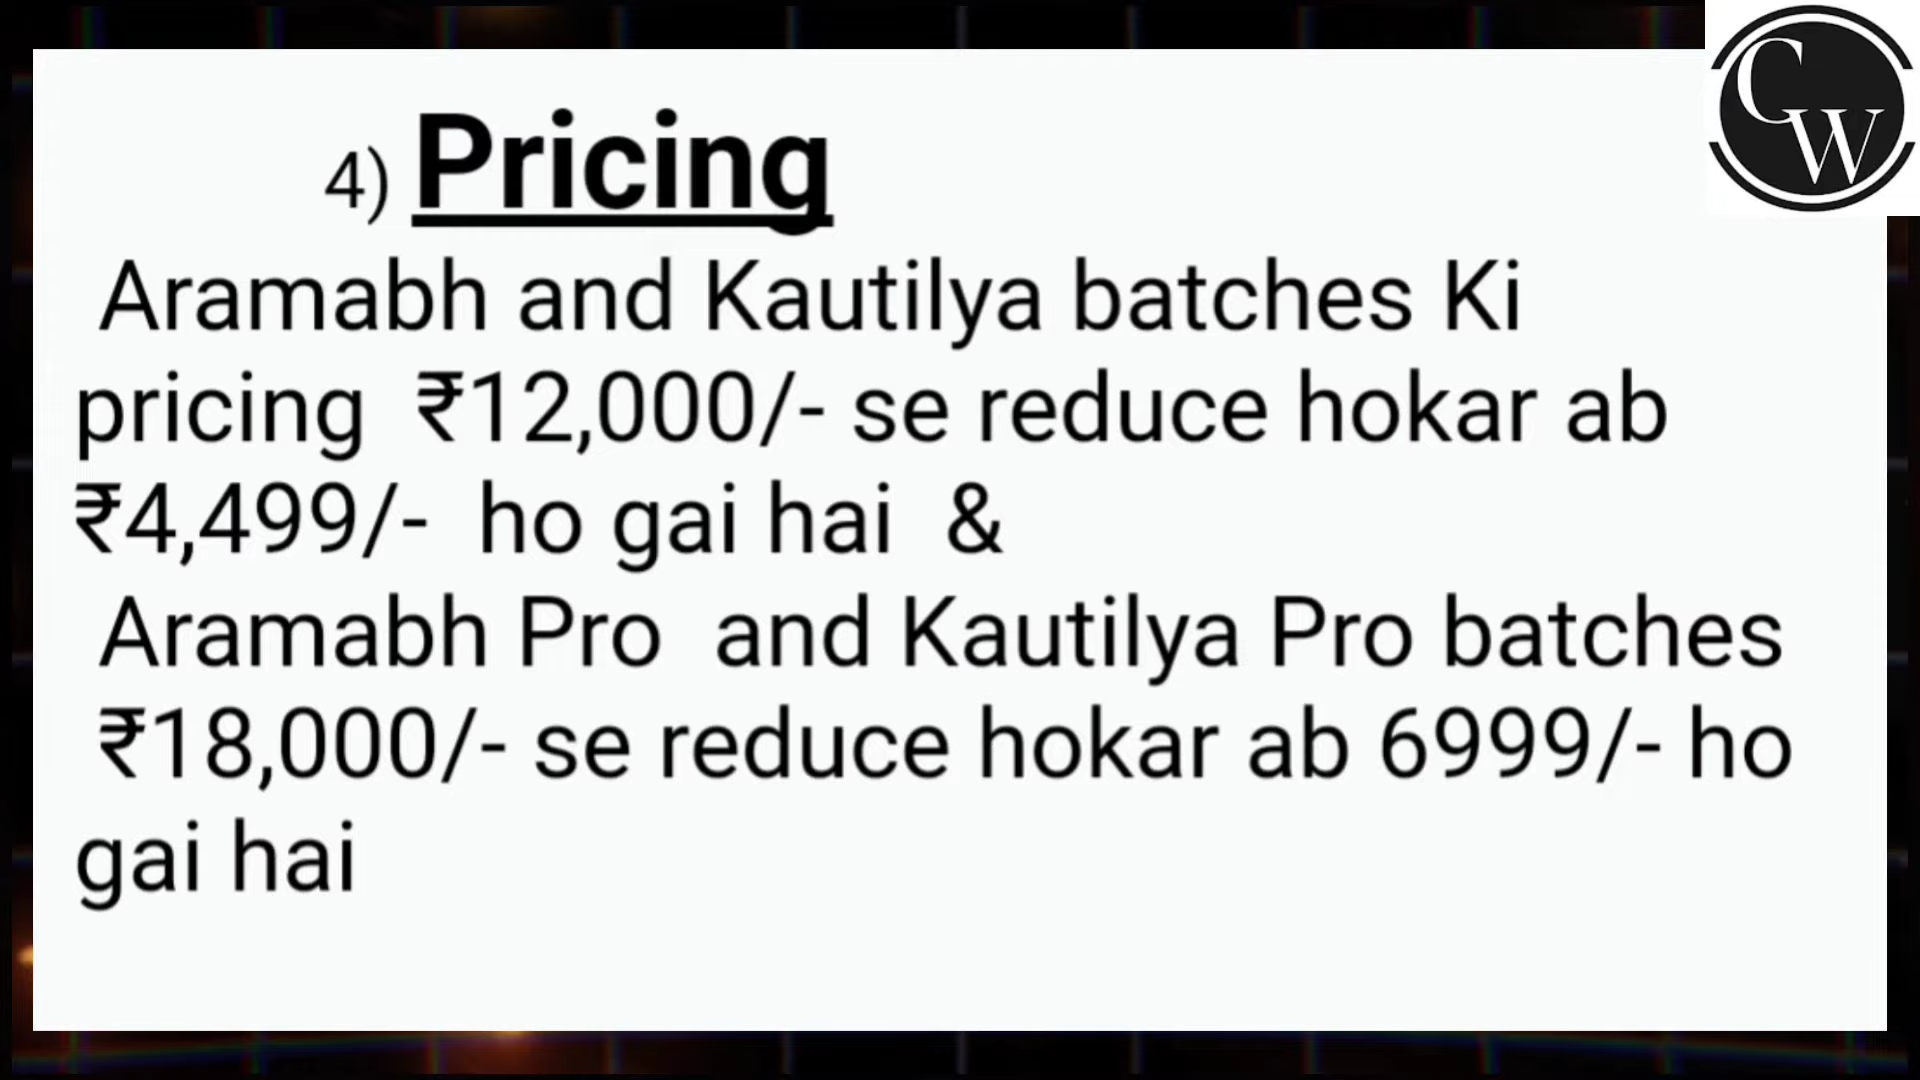 CW
4) Pricing
Aramabh and Kautilya batches Ki
pricing ₹12,000/- se reduce hokar ab
₹4,499/- ho gai hai &
Aramabh Pro and Kautilya Pro batches
₹18,000/- se reduce hokar ab 6999/- ho
gai hai